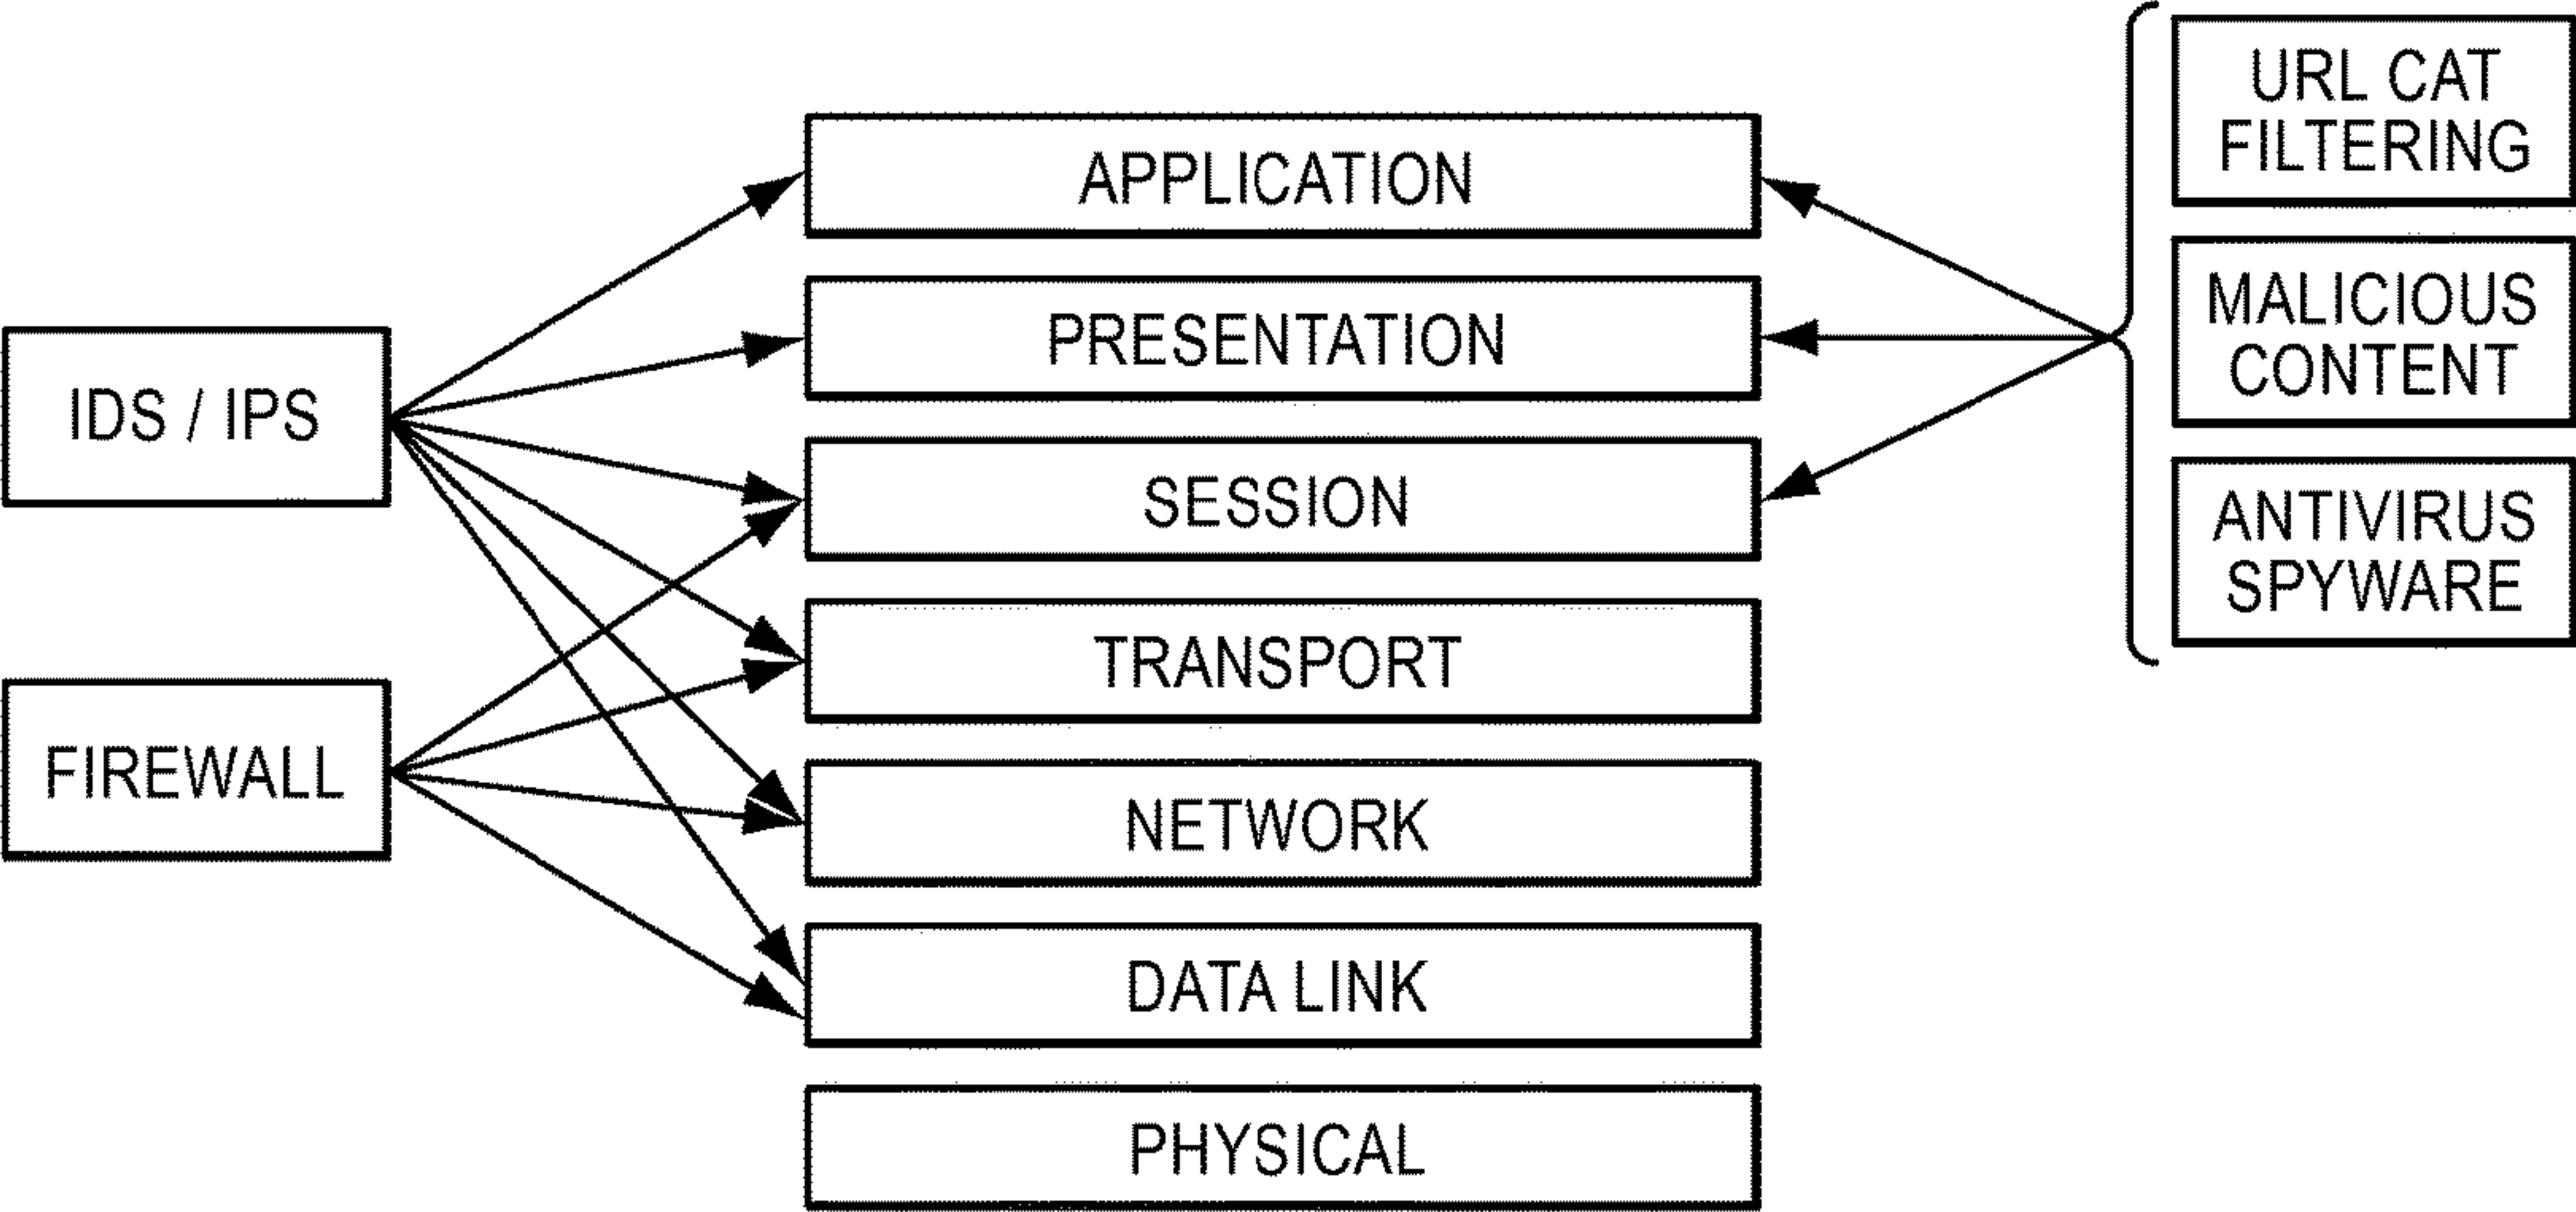 IDS / IPS
FIREWALL
APPLICATION
PRESENTATION
SESSION
TRANSPORT
NETWORK
DATA LINK
PHYSICAL
URL CAT
FILTERING
MALICIOUS
CONTENT
ANTIVIRUS
SPYWARE